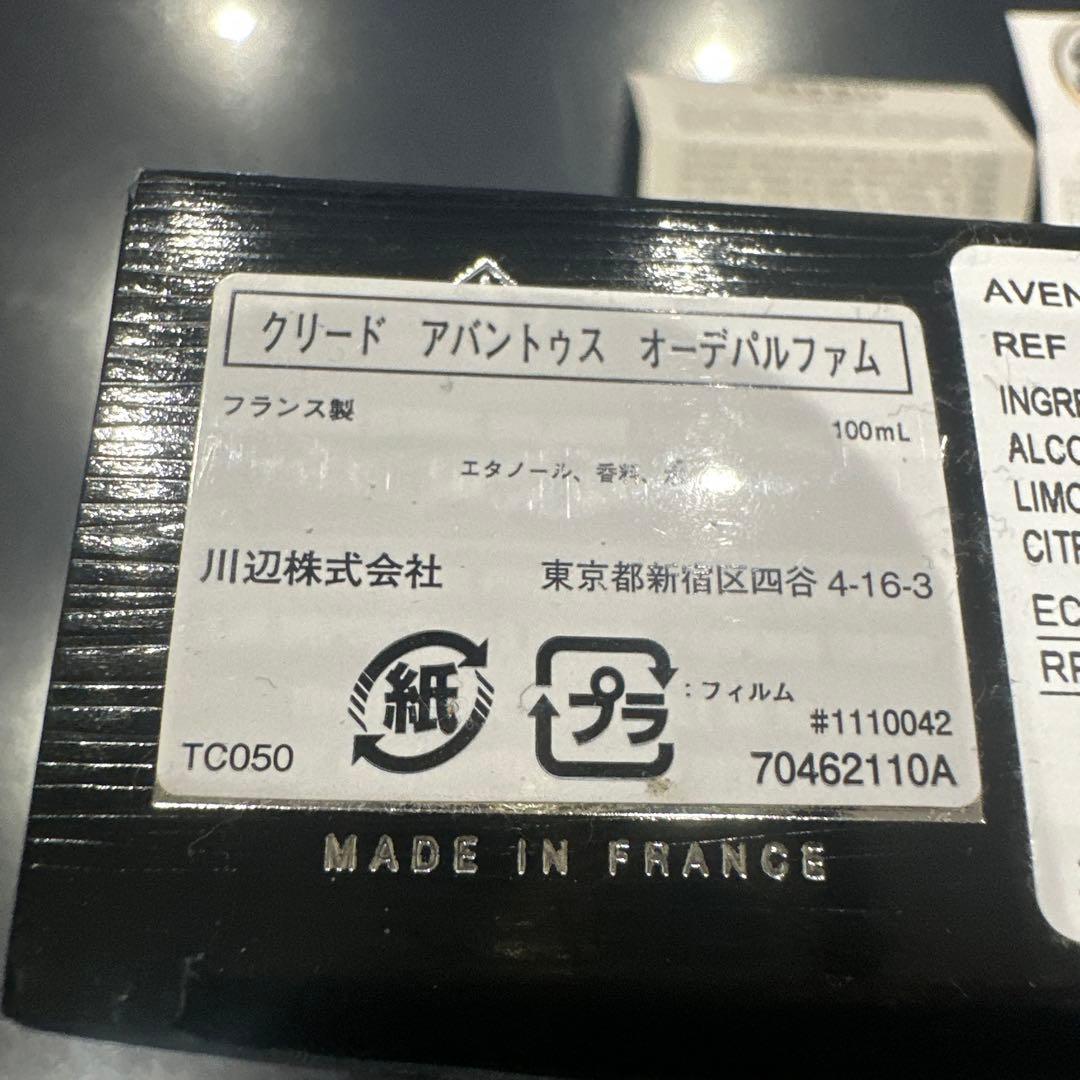 クリード アバントゥス オーデパルファム
フランス製
100mL
エタノール、香料、
川辺株式会社
東京都新宿区四谷 4-16-3
紙
プラ
:フィルム
#1110042
TC050
70462110A
MADE IN FRANCE
AVEN
REF
INGRE
ALCO
LIMO
CITR
EC